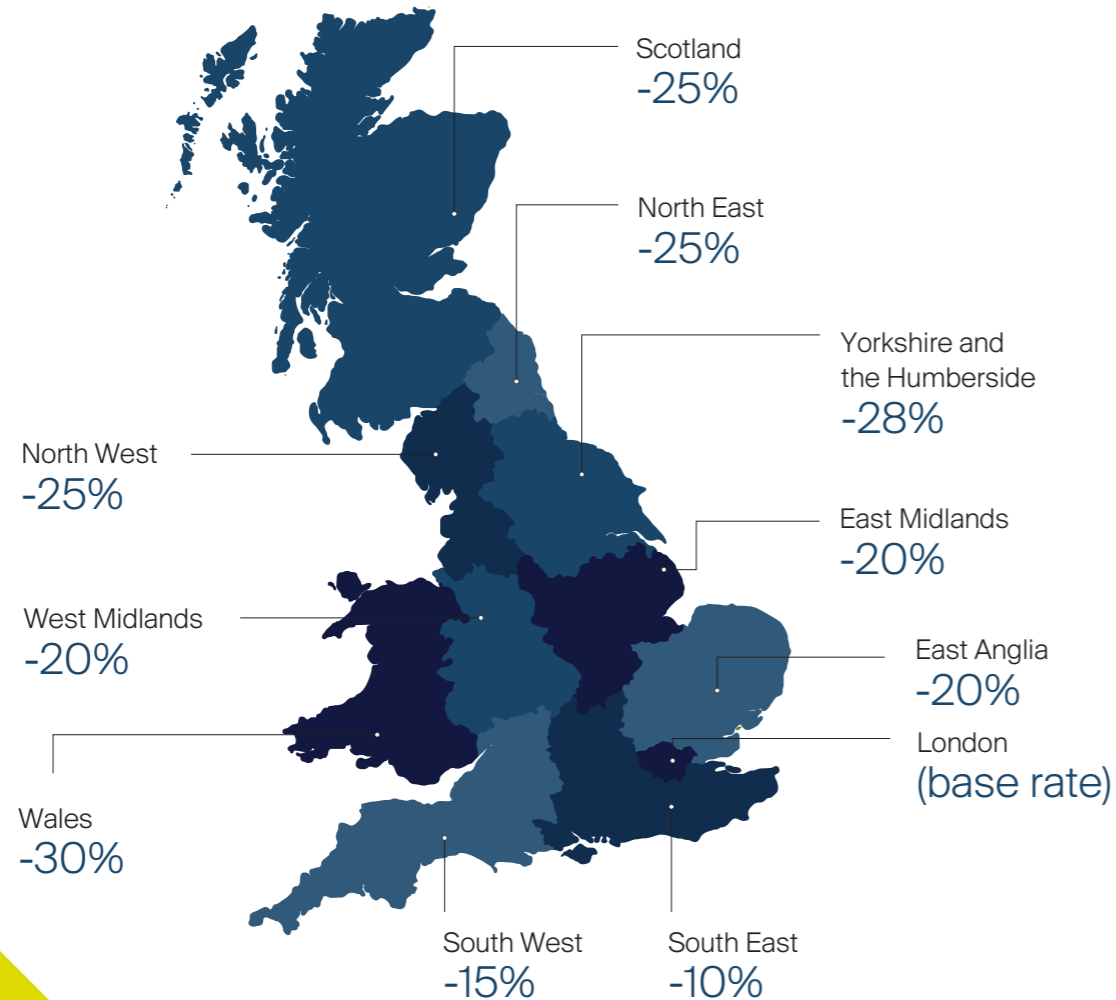 Scotland
-25%
North East
-25%
Yorkshire and
the Humberside
-28%
North West
-25%
East Midlands
-20%
West Midlands
-20%
East Anglia
-20%
London
(base rate)
Wales
-30%
South West
-15%
South East
-10%